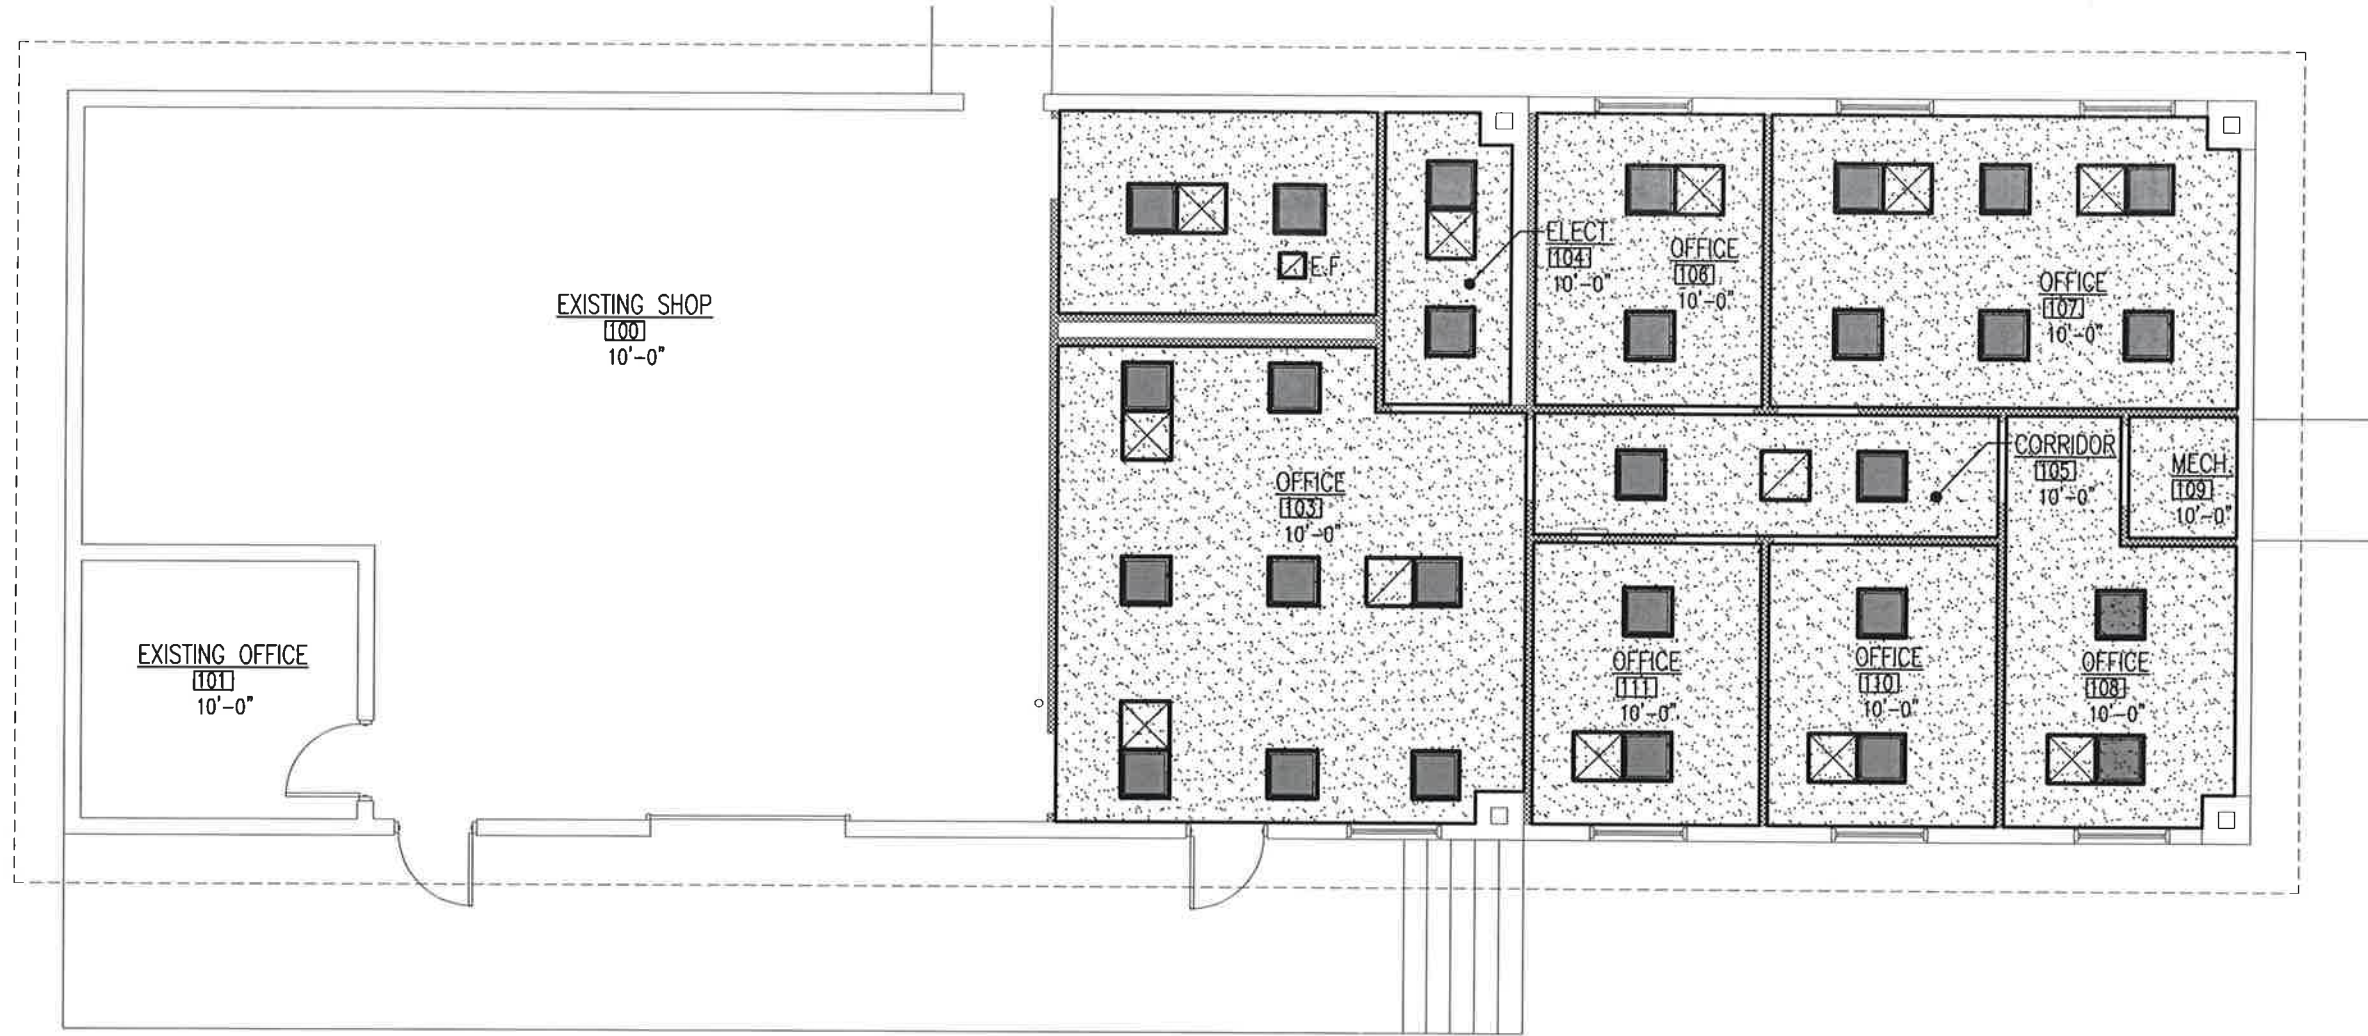 EXISTING SHOP
100
10'-0"
EXISTING OFFICE
101
10'-0"
E.F
OFFICE
103
10'-0"
ELECT.
104
10'-0"
OFFICE
106
10'-0"
OFFICE
107
10'-0"
CORRIDOR
105
10'-0"
MECH.
109
10'-0"
OFFICE
111
10'-0"
OFFICE
110
10'-0"
OFFICE
108
10'-0"